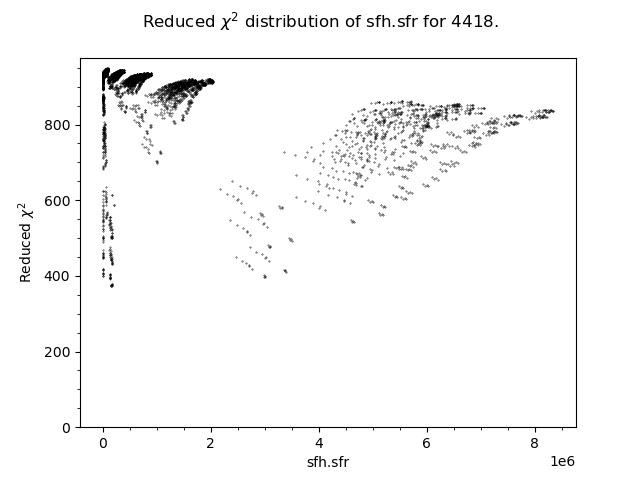 Reduced χ² distribution of sfh.sfr for 4418.
Reduced χ²
800
600
400
200
0
0 2 4 6 8
1e6
sfh.sfr